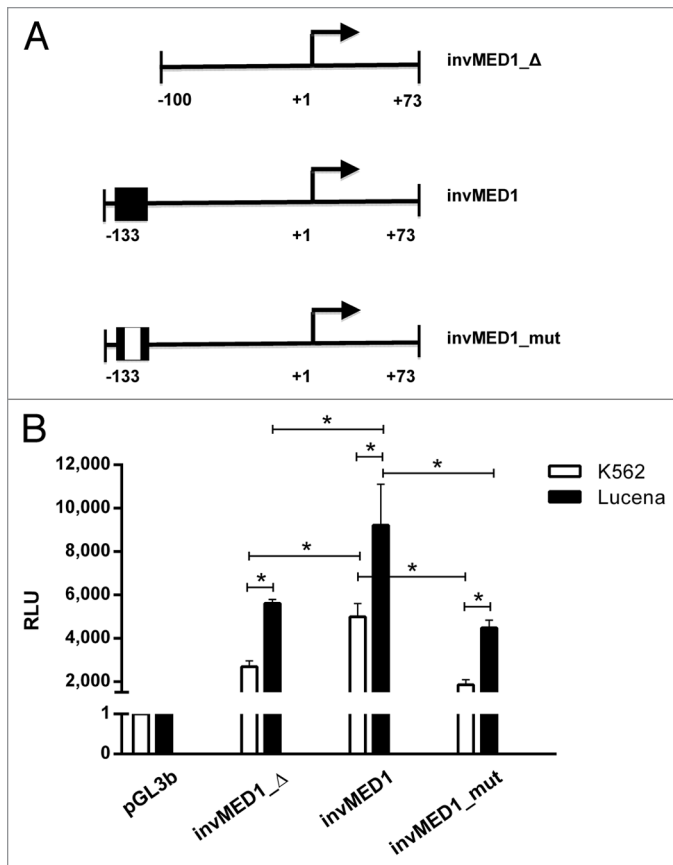 A
invMED1_Δ
-100 +1 +73
invMED1
-133 +1 +73
invMED1_mut
-133 +1 +73
B
* 
* *
K562
Lucena
12,000
10,000
8,000
6,000
4,000
2,000
1
0
RLU
* *
* *
pGL3b
invMED1_Δ
invMED1
invMED1_mut